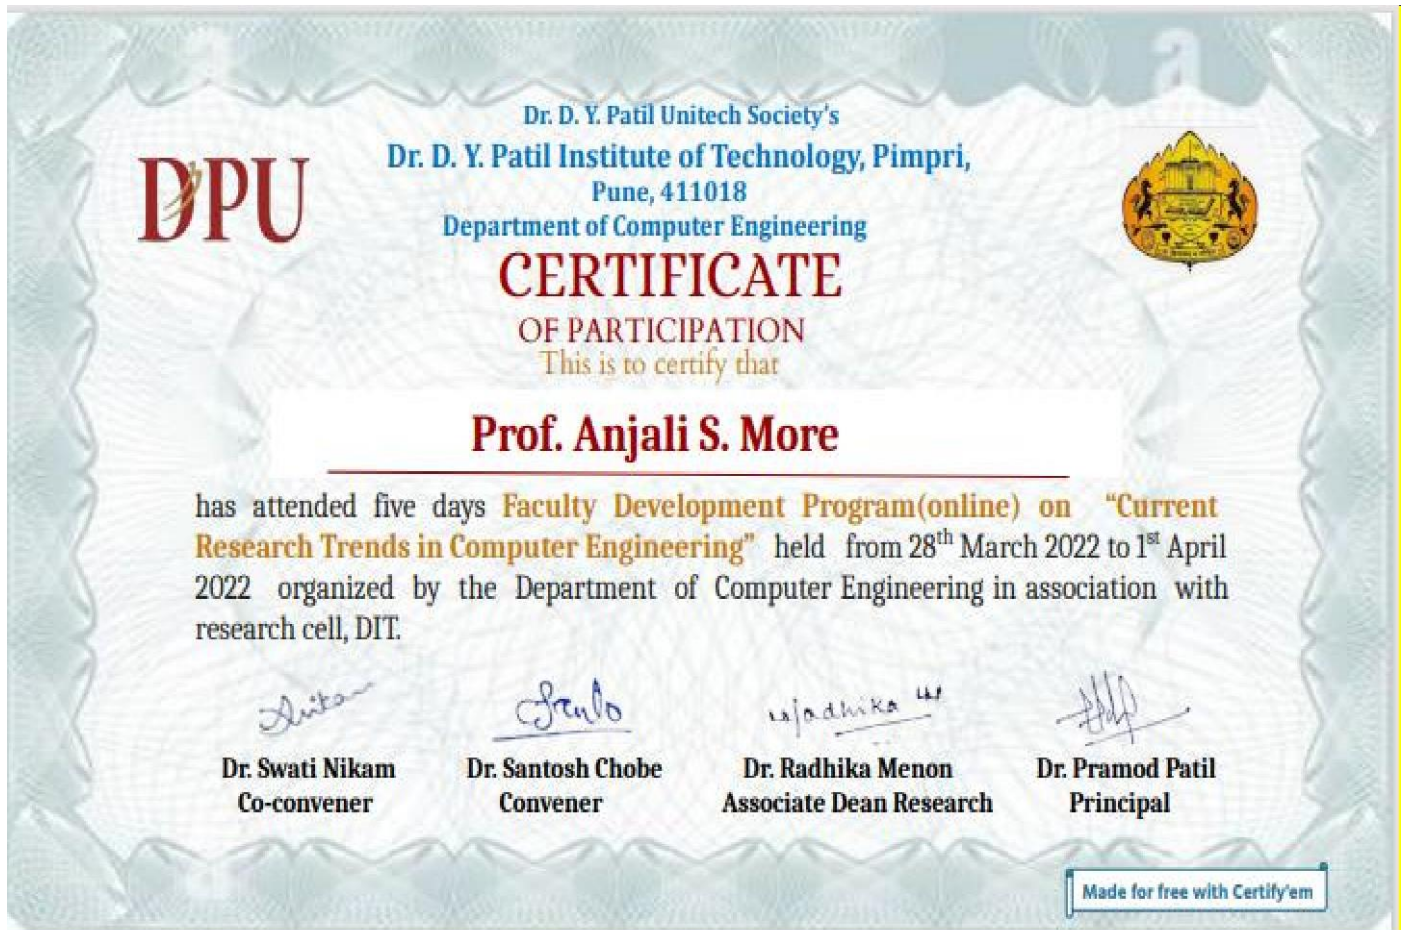 Dr. D. Y. Patil Unitech Society's
DPU
Dr. D. Y. Patil Institute of Technology, Pimpri,
Pune, 411018
Department of Computer Engineering
CERTIFICATE
OF PARTICIPATION
This is to certify that
Prof. Anjali S. More
has attended five days Faculty Development Program(online) on "Current
Research Trends in Computer Engineering" held from 28th March 2022 to 1st April
2022 organized by the Department of Computer Engineering in association with
research cell, DIT.
Dr. Swati Nikam
Co-convener
Dr. Santosh Chobe
Convener
Dr. Radhika Menon
Associate Dean Research
Dr. Pramod Patil
Principal
Made for free with Certify'em